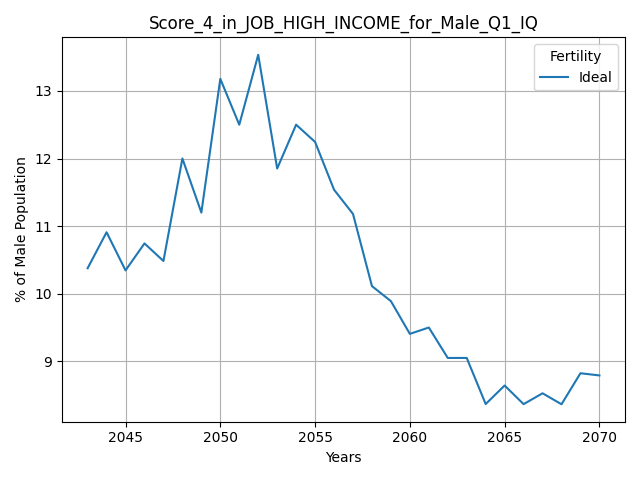 Score_4_in_JOB_HIGH_INCOME_for_Male_Q1_IQ
Fertility
Ideal
% of Male Population
13
12
11
10
9
2045 2050 2055 2060 2065 2070
Years